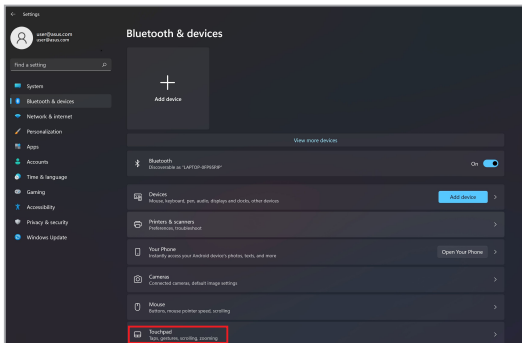 Settings
user@asus.com
user@asus.com
Find a setting
System
Bluetooth & devices
Network & internet
Personalization
Apps
Accounts
Time & language
Gaming
Accessibility
Privacy & security
Windows Update
Bluetooth & devices
Add device
View more devices
Bluetooth
Discoverable as "LAPTOP-0FP0SRIP"
On
Devices
Mouse, keyboard, pen, audio, displays and docks, other devices
Add device
Printers & scanners
Preferences, troubleshoot
Your Phone
Instantly access your Android device's photos, texts, and more
Open Your Phone
Cameras
Connected cameras, default image settings
Mouse
Buttons, mouse pointer speed, scrolling
Touchpad
Taps, gestures, scrolling, zooming